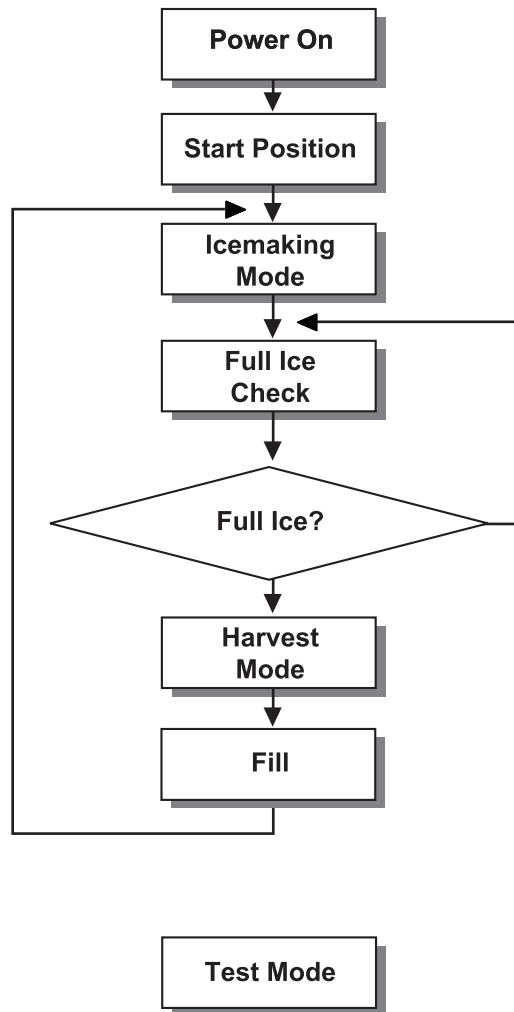 Power On
Start Position
Icemaking
Mode
Full Ice
Check
Full Ice?
Harvest
Mode
Fill
Test Mode